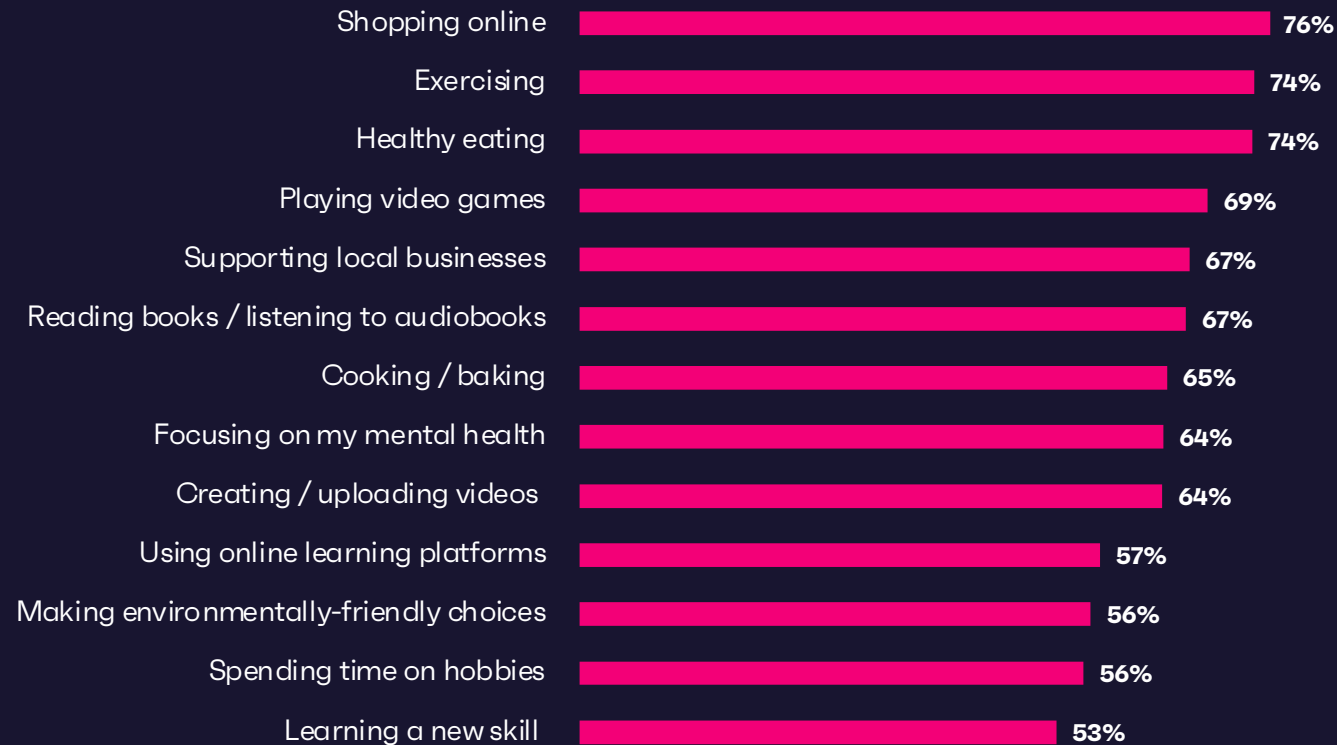 Shopping online 76%
Exercising 74%
Healthy eating 74%
Playing video games 69%
Supporting local businesses 67%
Reading books / listening to audiobooks 67%
Cooking / baking 65%
Focusing on my mental health 64%
Creating / uploading videos 64%
Using online learning platforms 57%
Making environmentally-friendly choices 56%
Spending time on hobbies 56%
Learning a new skill 53%